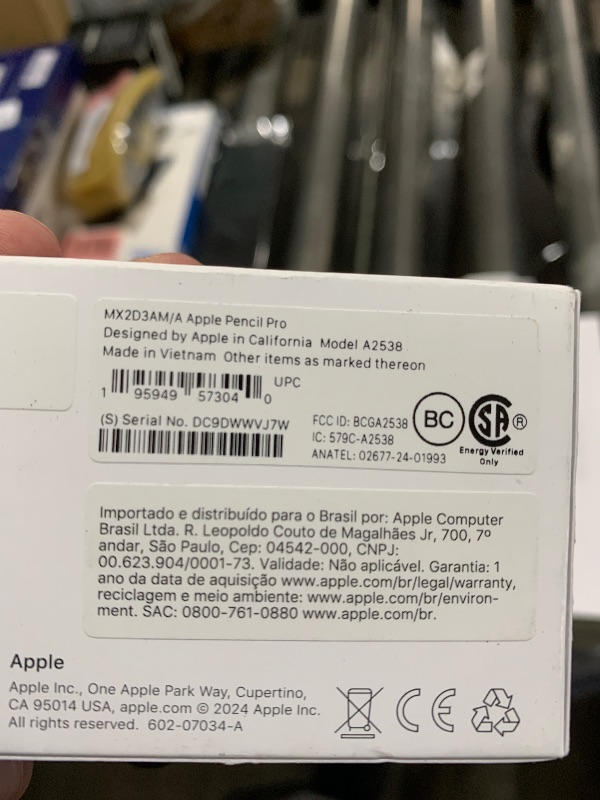 MX2D3AM/A Apple Pencil Pro
Designed by Apple in California Model A2538
Made in Vietnam Other items as marked thereon
1 95949 57304 0 UPC
(S) Serial No. DC9DWWVJ7W
FCC ID: BCGA2538
IC: 579C-A2538
ANATEL: 02677-24-01993
BC
SA ®
Energy Verified
Only
Importado e distribuído para o Brasil por: Apple Computer
Brasil Ltda. R. Leopoldo Couto de Magalhães Jr, 700, 7º
andar, São Paulo, Cep: 04542-000, CNPJ:
00.623.904/0001-73. Validade: Não aplicável. Garantia: 1
ano da data de aquisição www.apple.com/br/legal/warranty,
reciclagem e meio ambiente: www.apple.com/br/environ-
ment. SAC: 0800-761-0880 www.apple.com/br.
Apple
Apple Inc., One Apple Park Way, Cupertino,
CA 95014 USA, apple.com © 2024 Apple Inc.
All rights reserved. 602-07034-A
CE